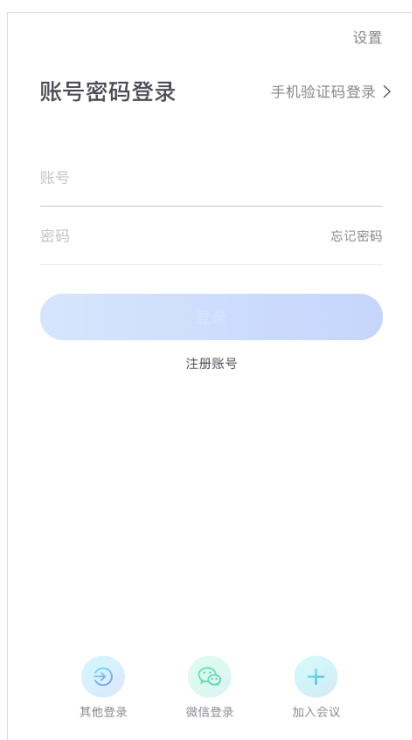 设置
账号密码登录
手机验证码登录
账号
密码
忘记密码
登录
注册账号
其他登录
微信登录
加入会议